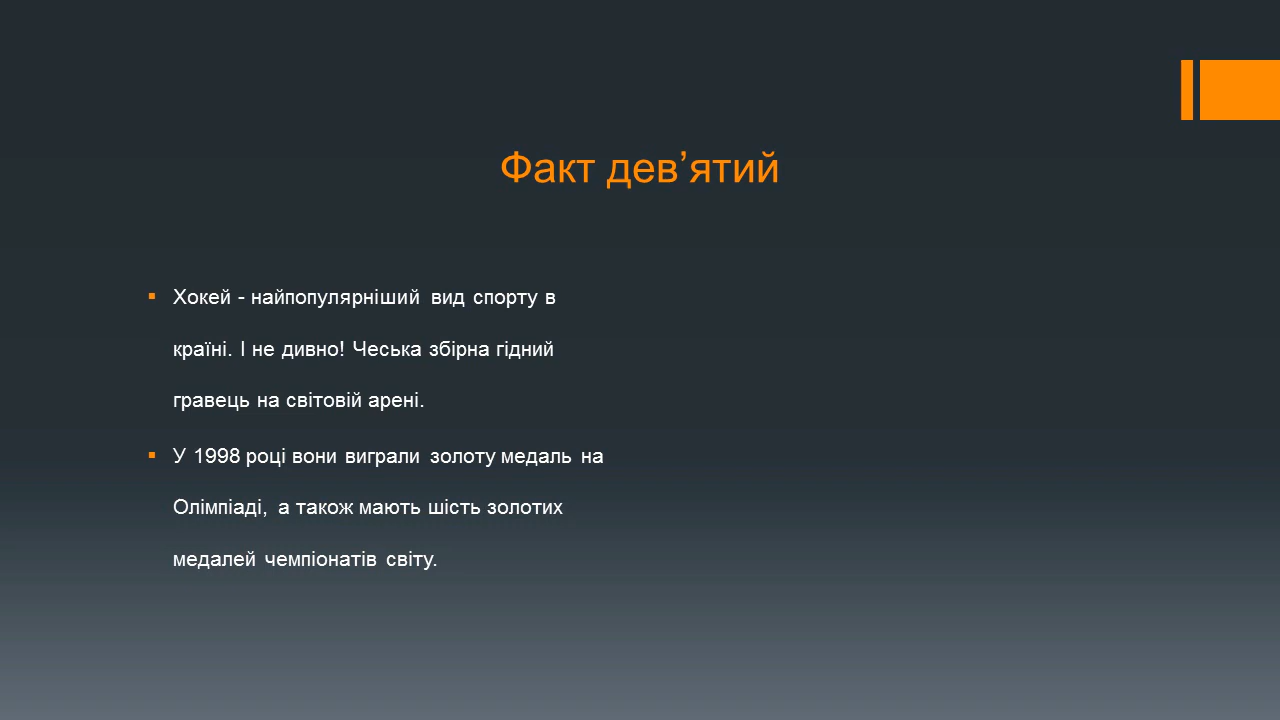 Факт дев’ятий
▪ Хокей - найпопулярніший вид спорту в
країні. І не дивно! Чеська збірна гідний
гравець на світовій арені.
▪ У 1998 році вони виграли золоту медаль на
Олімпіаді, а також мають шість золотих
медалей чемпіонатів світу.